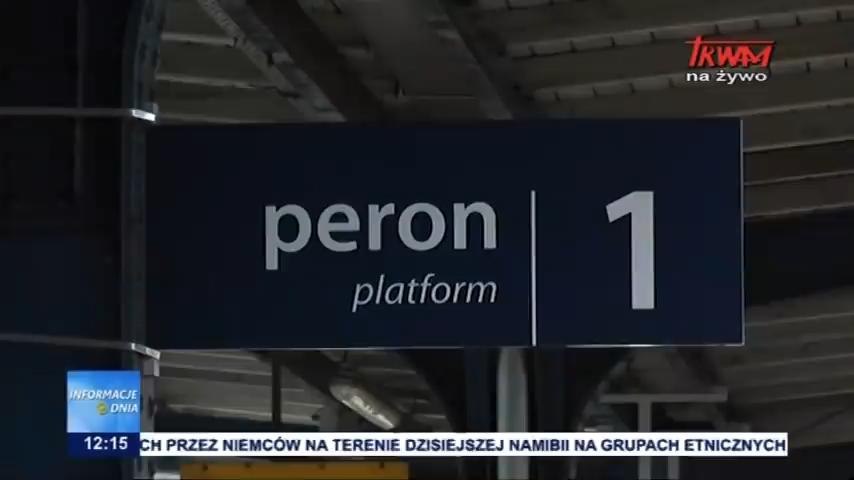 TRWAM
na żywo
peron
platform
1
INFORMACJE
DNIA
12:15
CH PRZEZ NIEMCÓW NA TERENIE DZISIEJSZEJ NAMIBII NA GRUPACH ETNICZNYCH